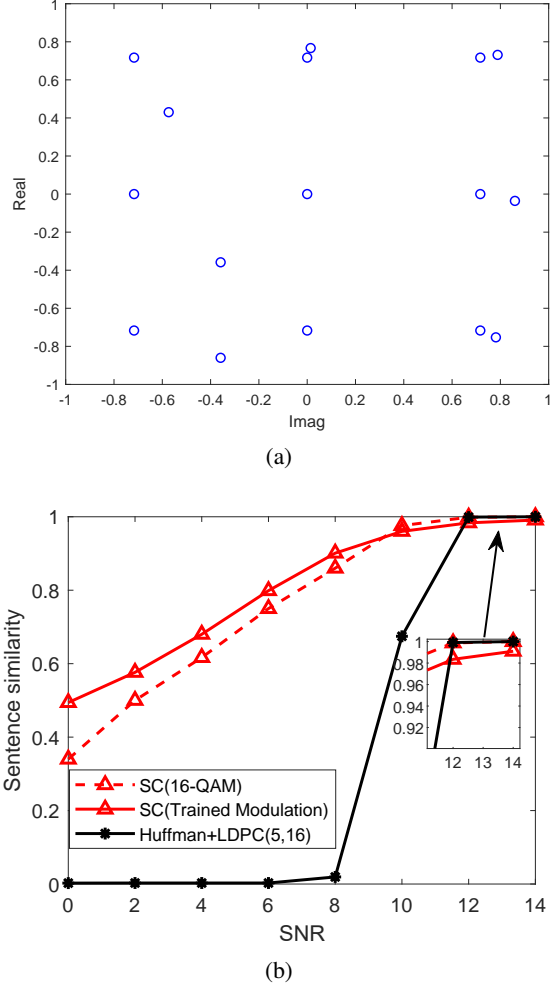 1
0.8
0.6
0.4
0.2
0
-0.2
-0.4
-0.6
-0.8
-1
Real
-1 -0.8 -0.6 -0.4 -0.2 0 0.2 0.4 0.6 0.8 1
Imag
(a)
1
0.8
0.6
0.4
0.2
0
Sentence similarity
1
0.98
0.96
0.94
0.92
12 13 14
SC(16-QAM)
SC(Trained Modulation)
Huffman+LDPC(5,16)
0 2 4 6 8 10 12 14
SNR
(b)